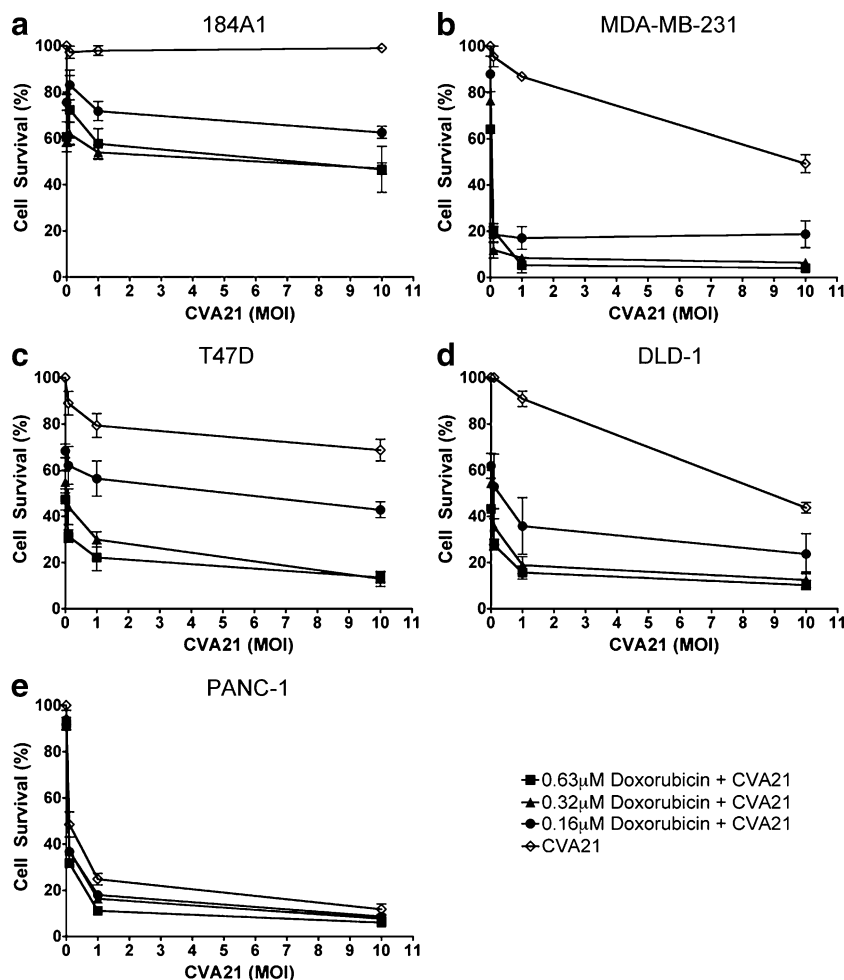 a
184A1
Cell Survival (%)
100
80
60
40
20
0
0 1 2 3 4 5 6 7 8 9 10 11
CVA21 (MOI)
b
MDA-MB-231
Cell Survival (%)
100
80
60
40
20
0
0 1 2 3 4 5 6 7 8 9 10 11
CVA21 (MOI)
c
T47D
Cell Survival (%)
100
80
60
40
20
0
0 1 2 3 4 5 6 7 8 9 10 11
CVA21 (MOI)
d
DLD-1
Cell Survival (%)
100
80
60
40
20
0
0 1 2 3 4 5 6 7 8 9 10 11
CVA21 (MOI)
e
PANC-1
Cell Survival (%)
100
80
60
40
20
0
0 1 2 3 4 5 6 7 8 9 10 11
CVA21 (MOI)
0.63μM Doxorubicin + CVA21
0.32μM Doxorubicin + CVA21
0.16μM Doxorubicin + CVA21
CVA21